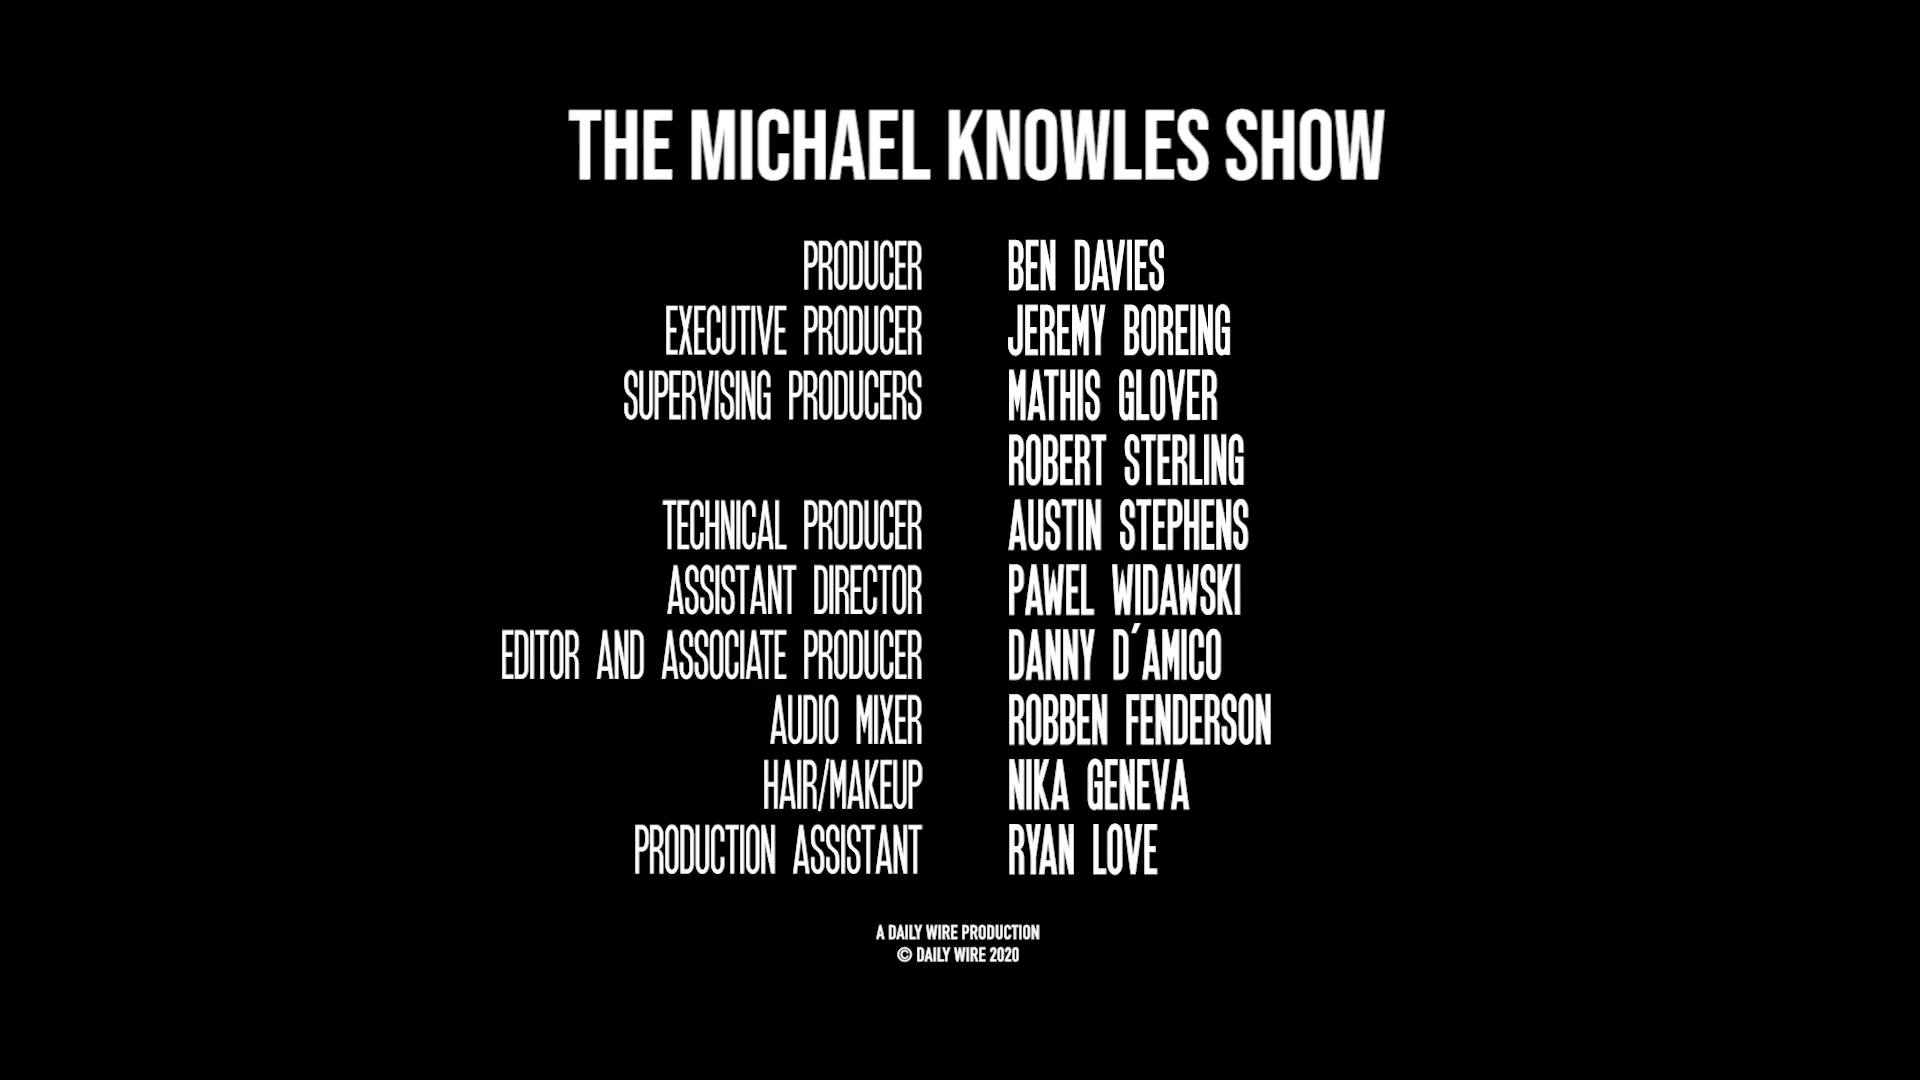 THE MICHAEL KNOWLES SHOW
PRODUCER BEN DAVIES
EXECUTIVE PRODUCER JEREMY BOREING
SUPERVISING PRODUCERS MATHIS GLOVER
ROBERT STERLING
TECHNICAL PRODUCER AUSTIN STEPHENS
ASSISTANT DIRECTOR PAWEL WIDAWSKI
EDITOR AND ASSOCIATE PRODUCER DANNY D´AMICO
AUDIO MIXER ROBBEN FENDERSON
HAIR/MAKEUP NIKA GENEVA
PRODUCTION ASSISTANT RYAN LOVE
A DAILY WIRE PRODUCTION
© DAILY WIRE 2020